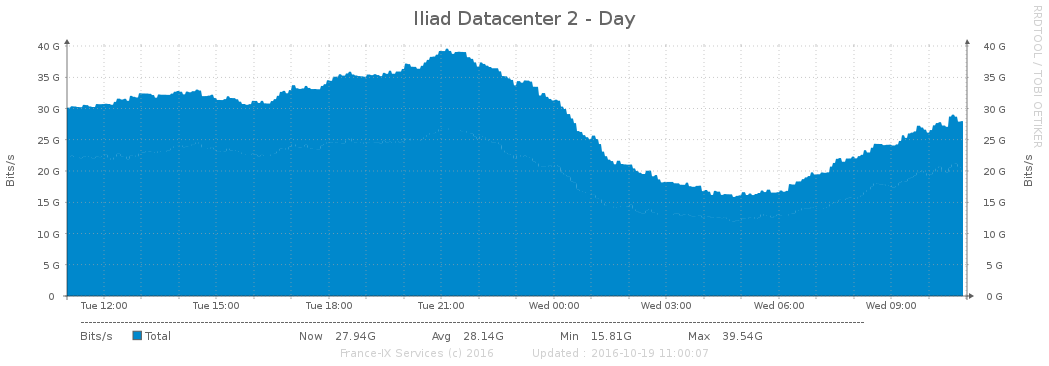 Iliad Datacenter 2 - Day
RRDTOOL / TOBI OETIKER
Bits/s
40 G 40 G
35 G 35 G
30 G 30 G
25 G 25 G
20 G 20 G
15 G 15 G
10 G 10 G
5 G 5 G
0 0 G
Bits/s
Tue 12:00 Tue 15:00 Tue 18:00 Tue 21:00 Wed 00:00 Wed 03:00 Wed 06:00 Wed 09:00
Bits/s Total Now 27.94G Avg 28.14G Min 15.81G Max 39.54G
France-IX Services (c) 2016 Updated : 2016-10-19 11:00:07